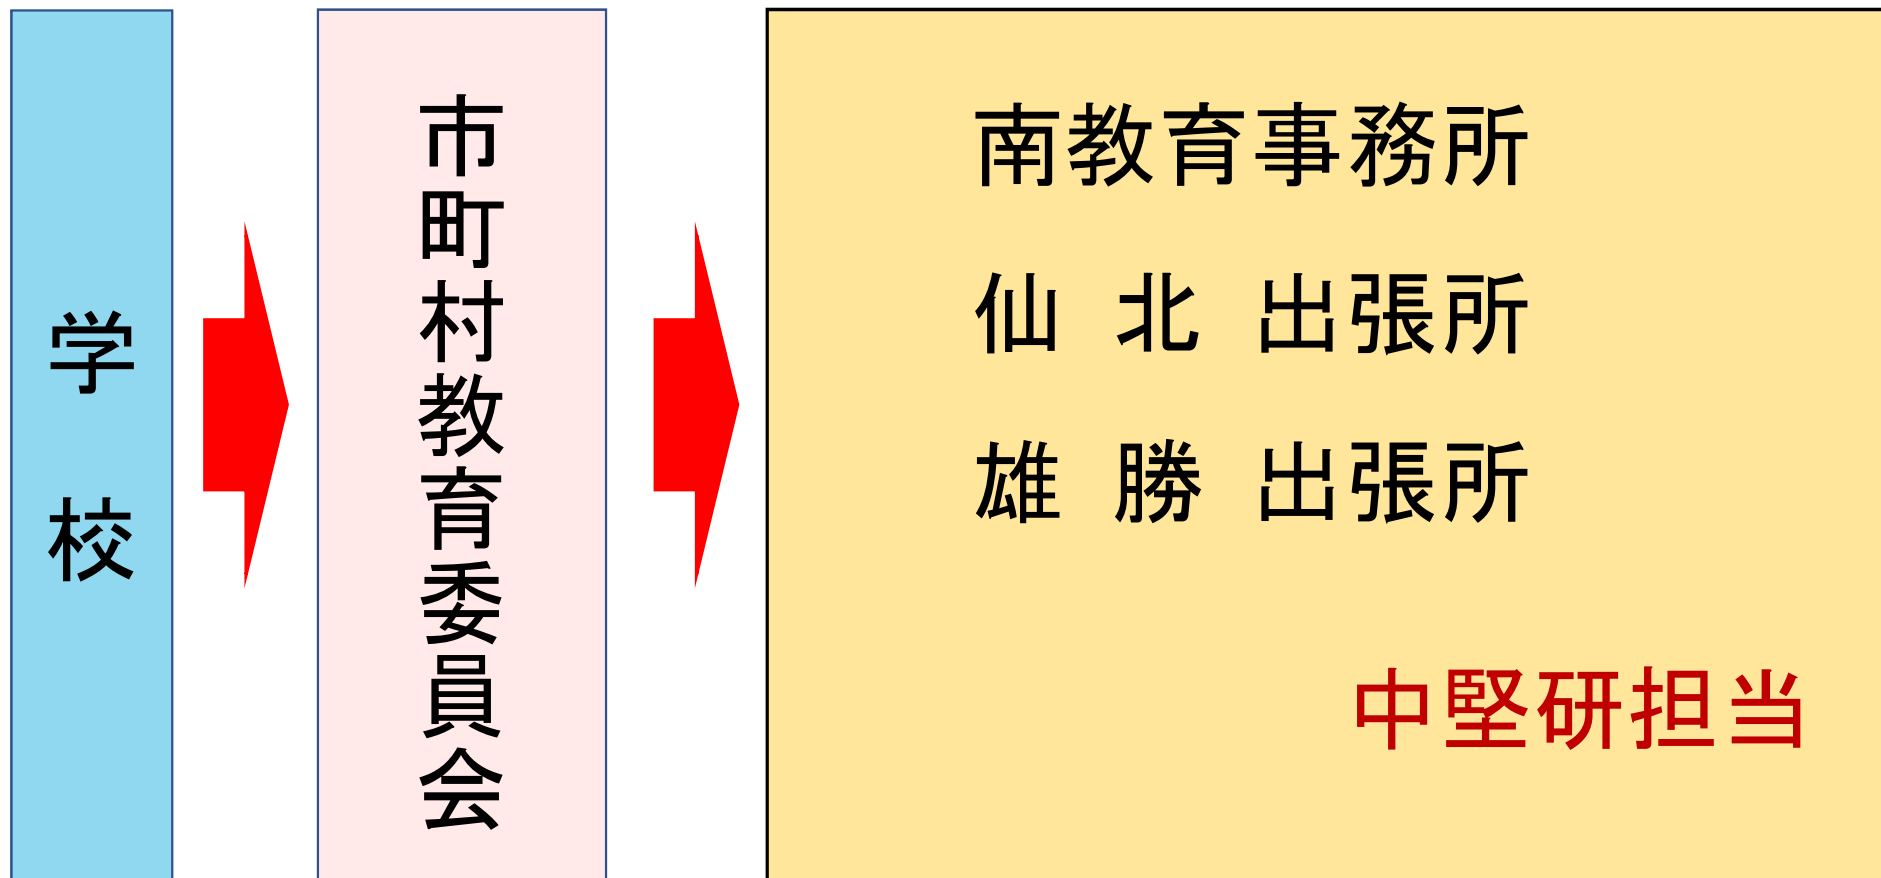 学校
市町村教育委員会
南教育事務所
仙 北 出張所
雄 勝 出張所
中堅研担当